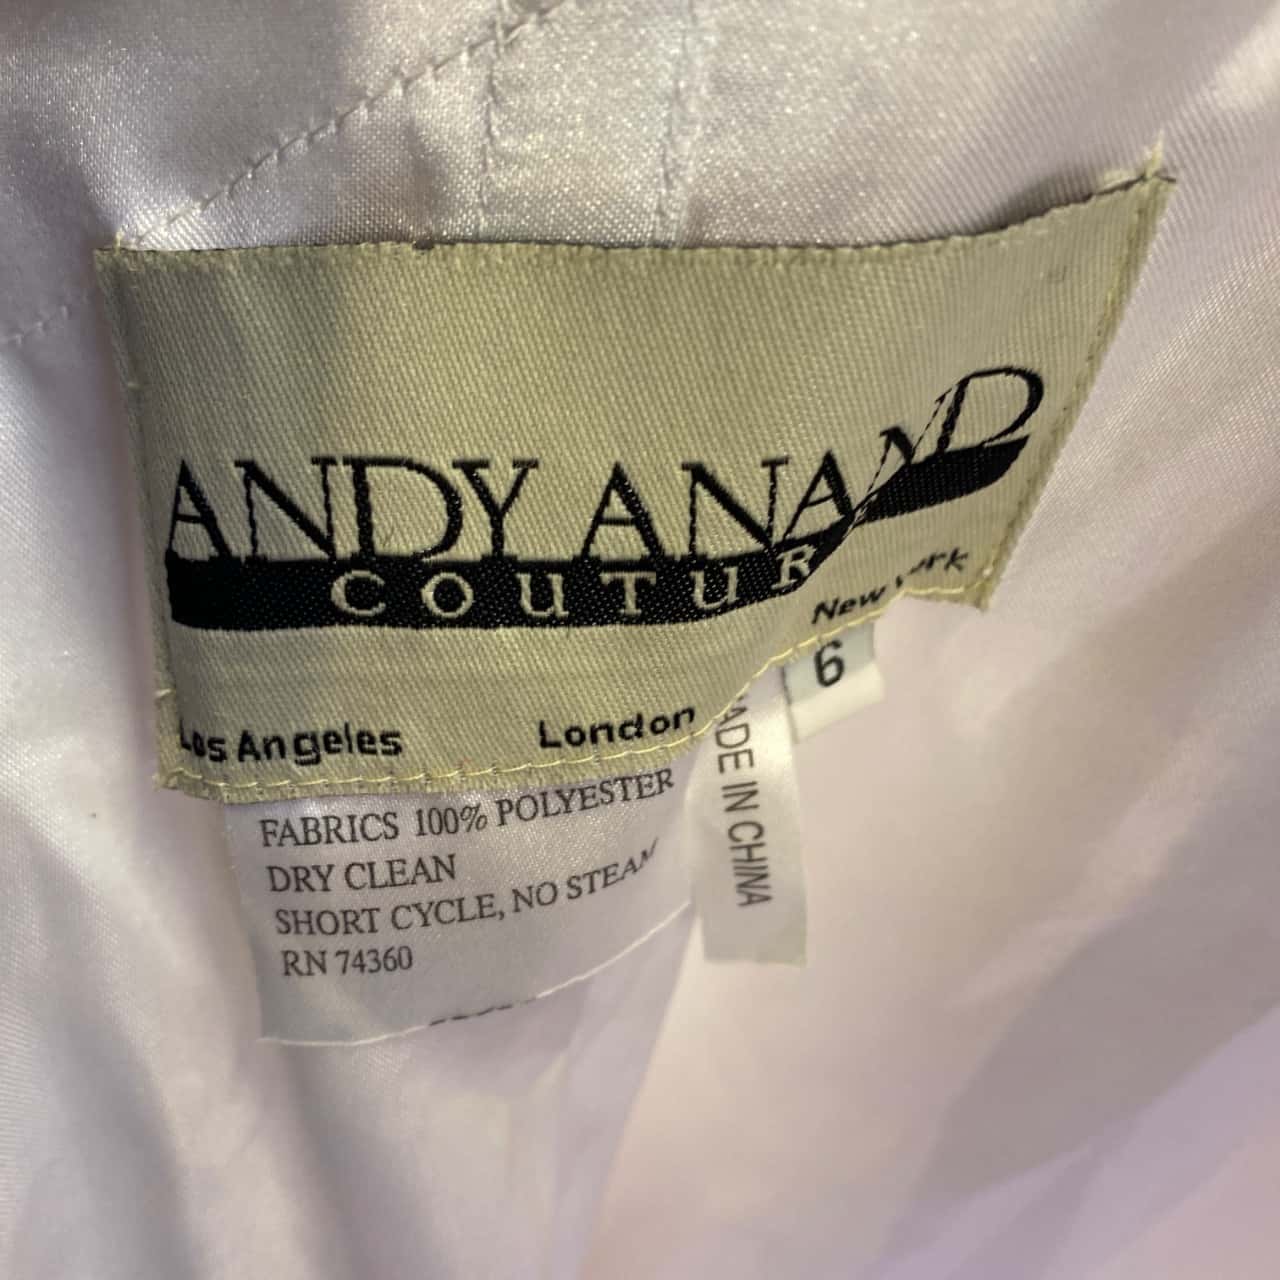 ANDY ANAND
COUTUR
Los Angeles London New York
6
MADE IN CHINA
FABRICS 100% POLYESTER
DRY CLEAN
SHORT CYCLE, NO STEAM
RN 74360